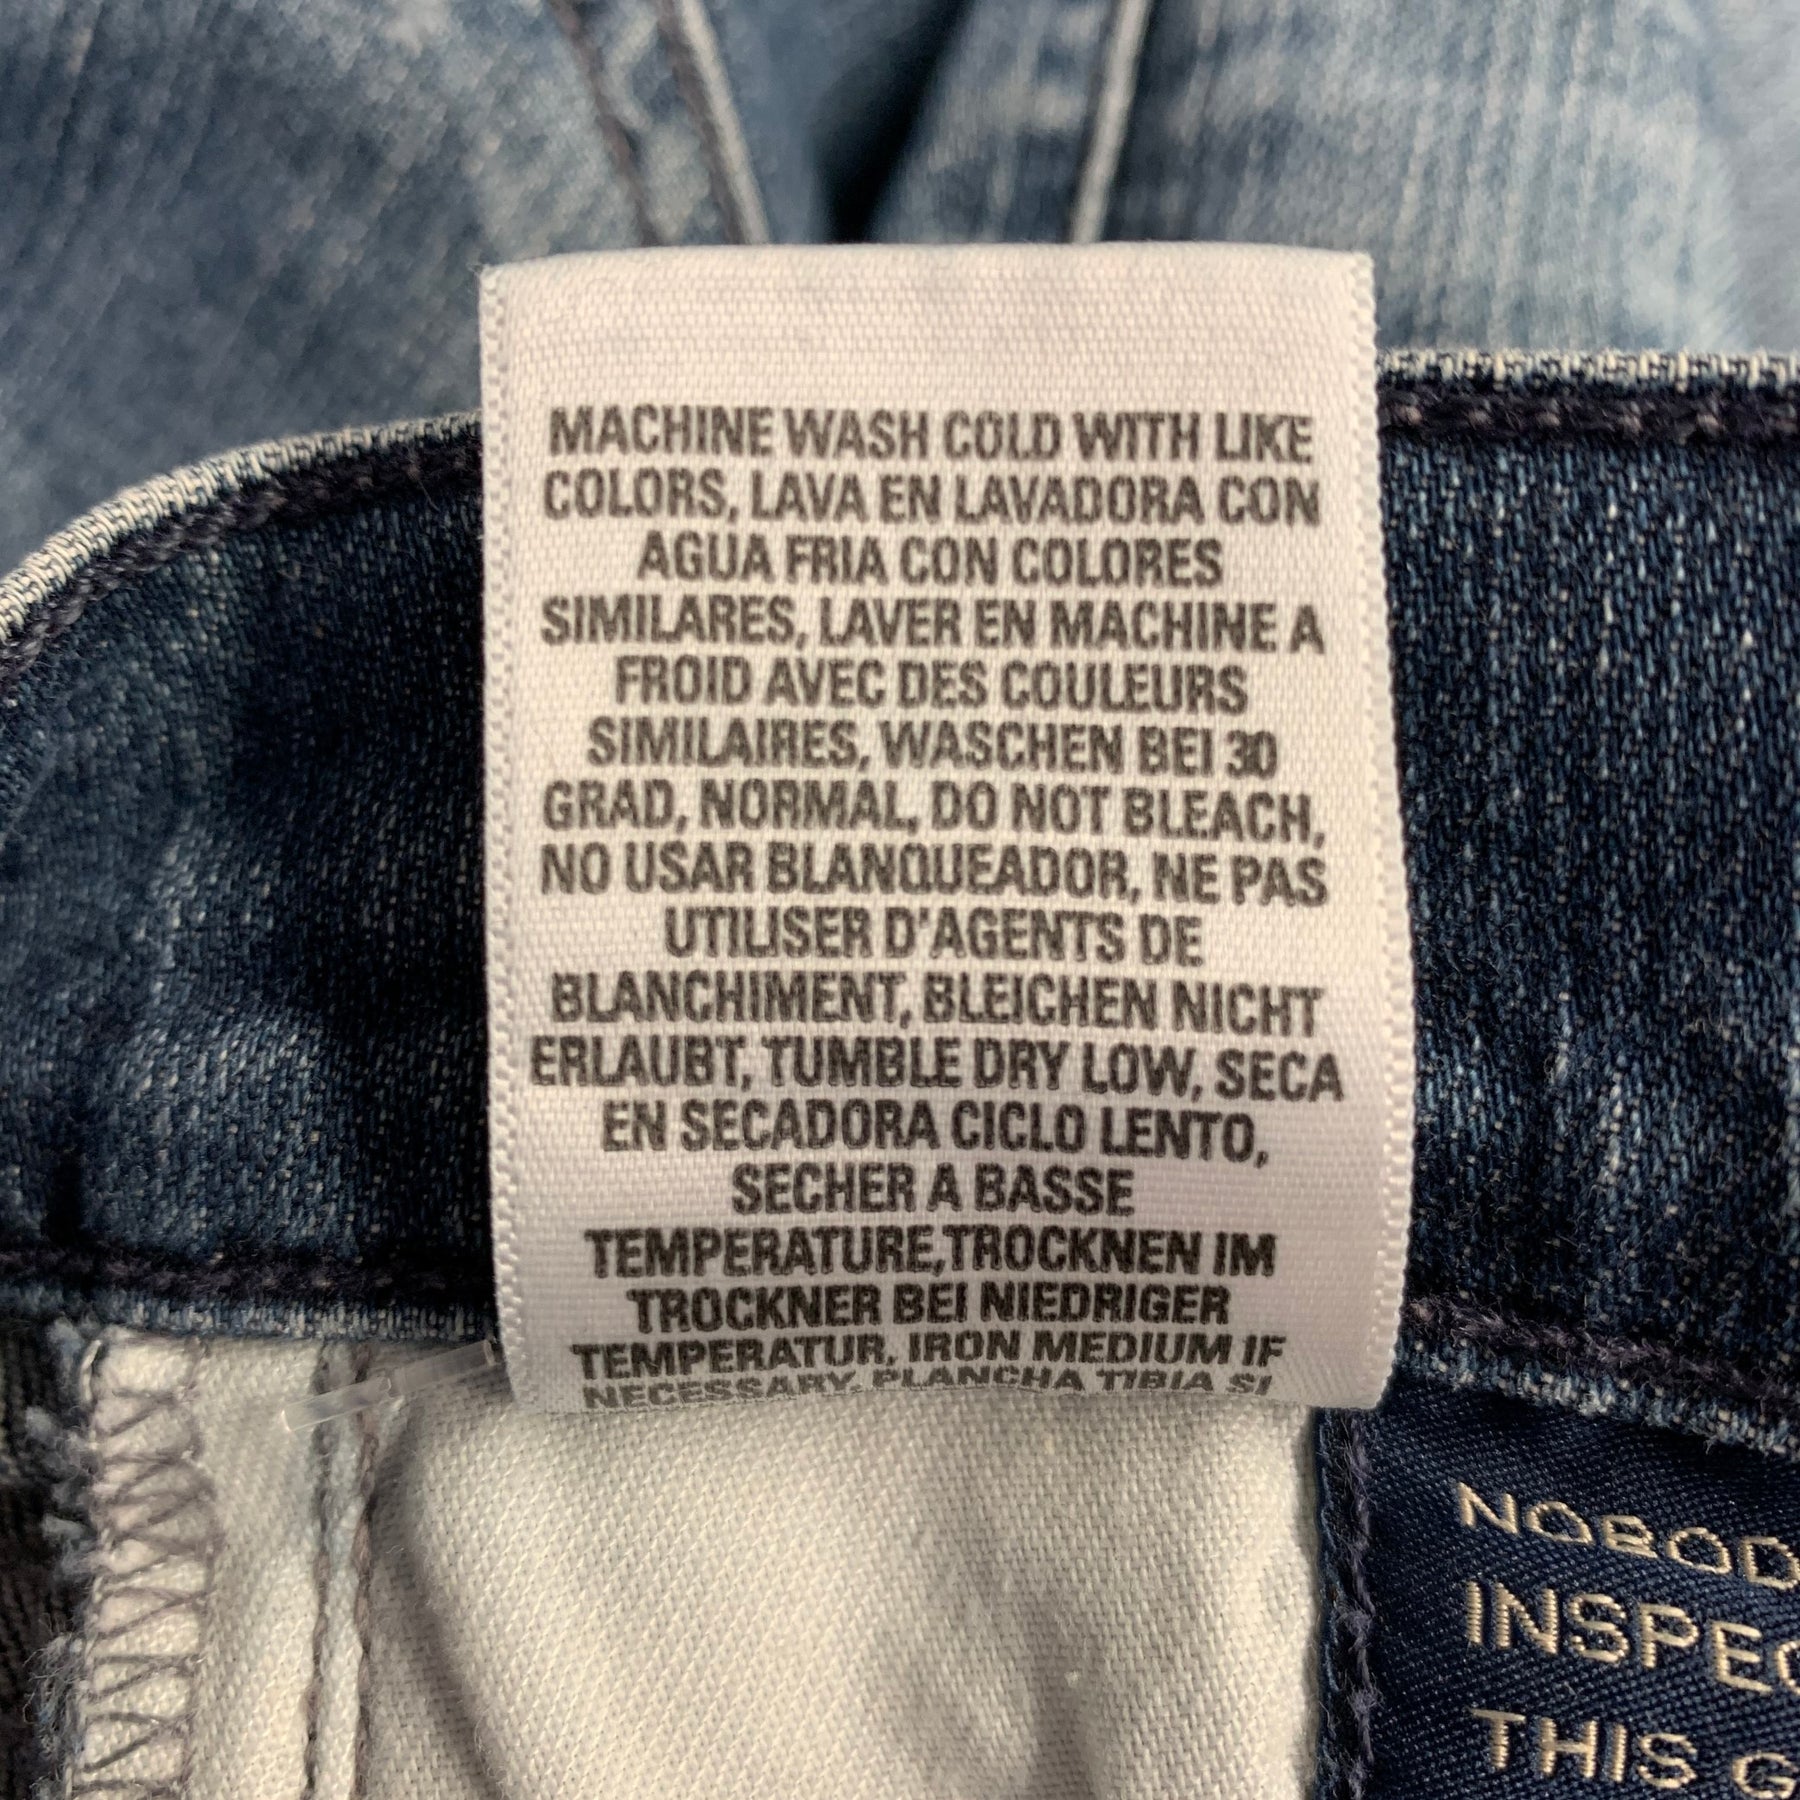 MACHINE WASH COLD WITH LIKE
COLORS, LAVA EN LAVADORA CON
AGUA FRIA CON COLORES
SIMILARES, LAVER EN MACHINE A
FROID AVEC DES COULEURS
SIMILAIRES, WASCHEN BEI 30
GRAD, NORMAL, DO NOT BLEACH,
NO USAR BLANQUEADOR, NE PAS
UTILISER D'AGENTS DE
BLANCHIMENT, BLEICHEN NICHT
ERLAUBT, TUMBLE DRY LOW, SECA
EN SECADORA CICLO LENTO,
SECHER A BASSE
TEMPERATURE,TROCKNEN IM
TROCKNER BEI NIEDRIGER
TEMPERATUR, IRON MEDIUM IF
NECESSARY, PLANCHA TIBIA SI
NOBOD
INSPEC
THIS G